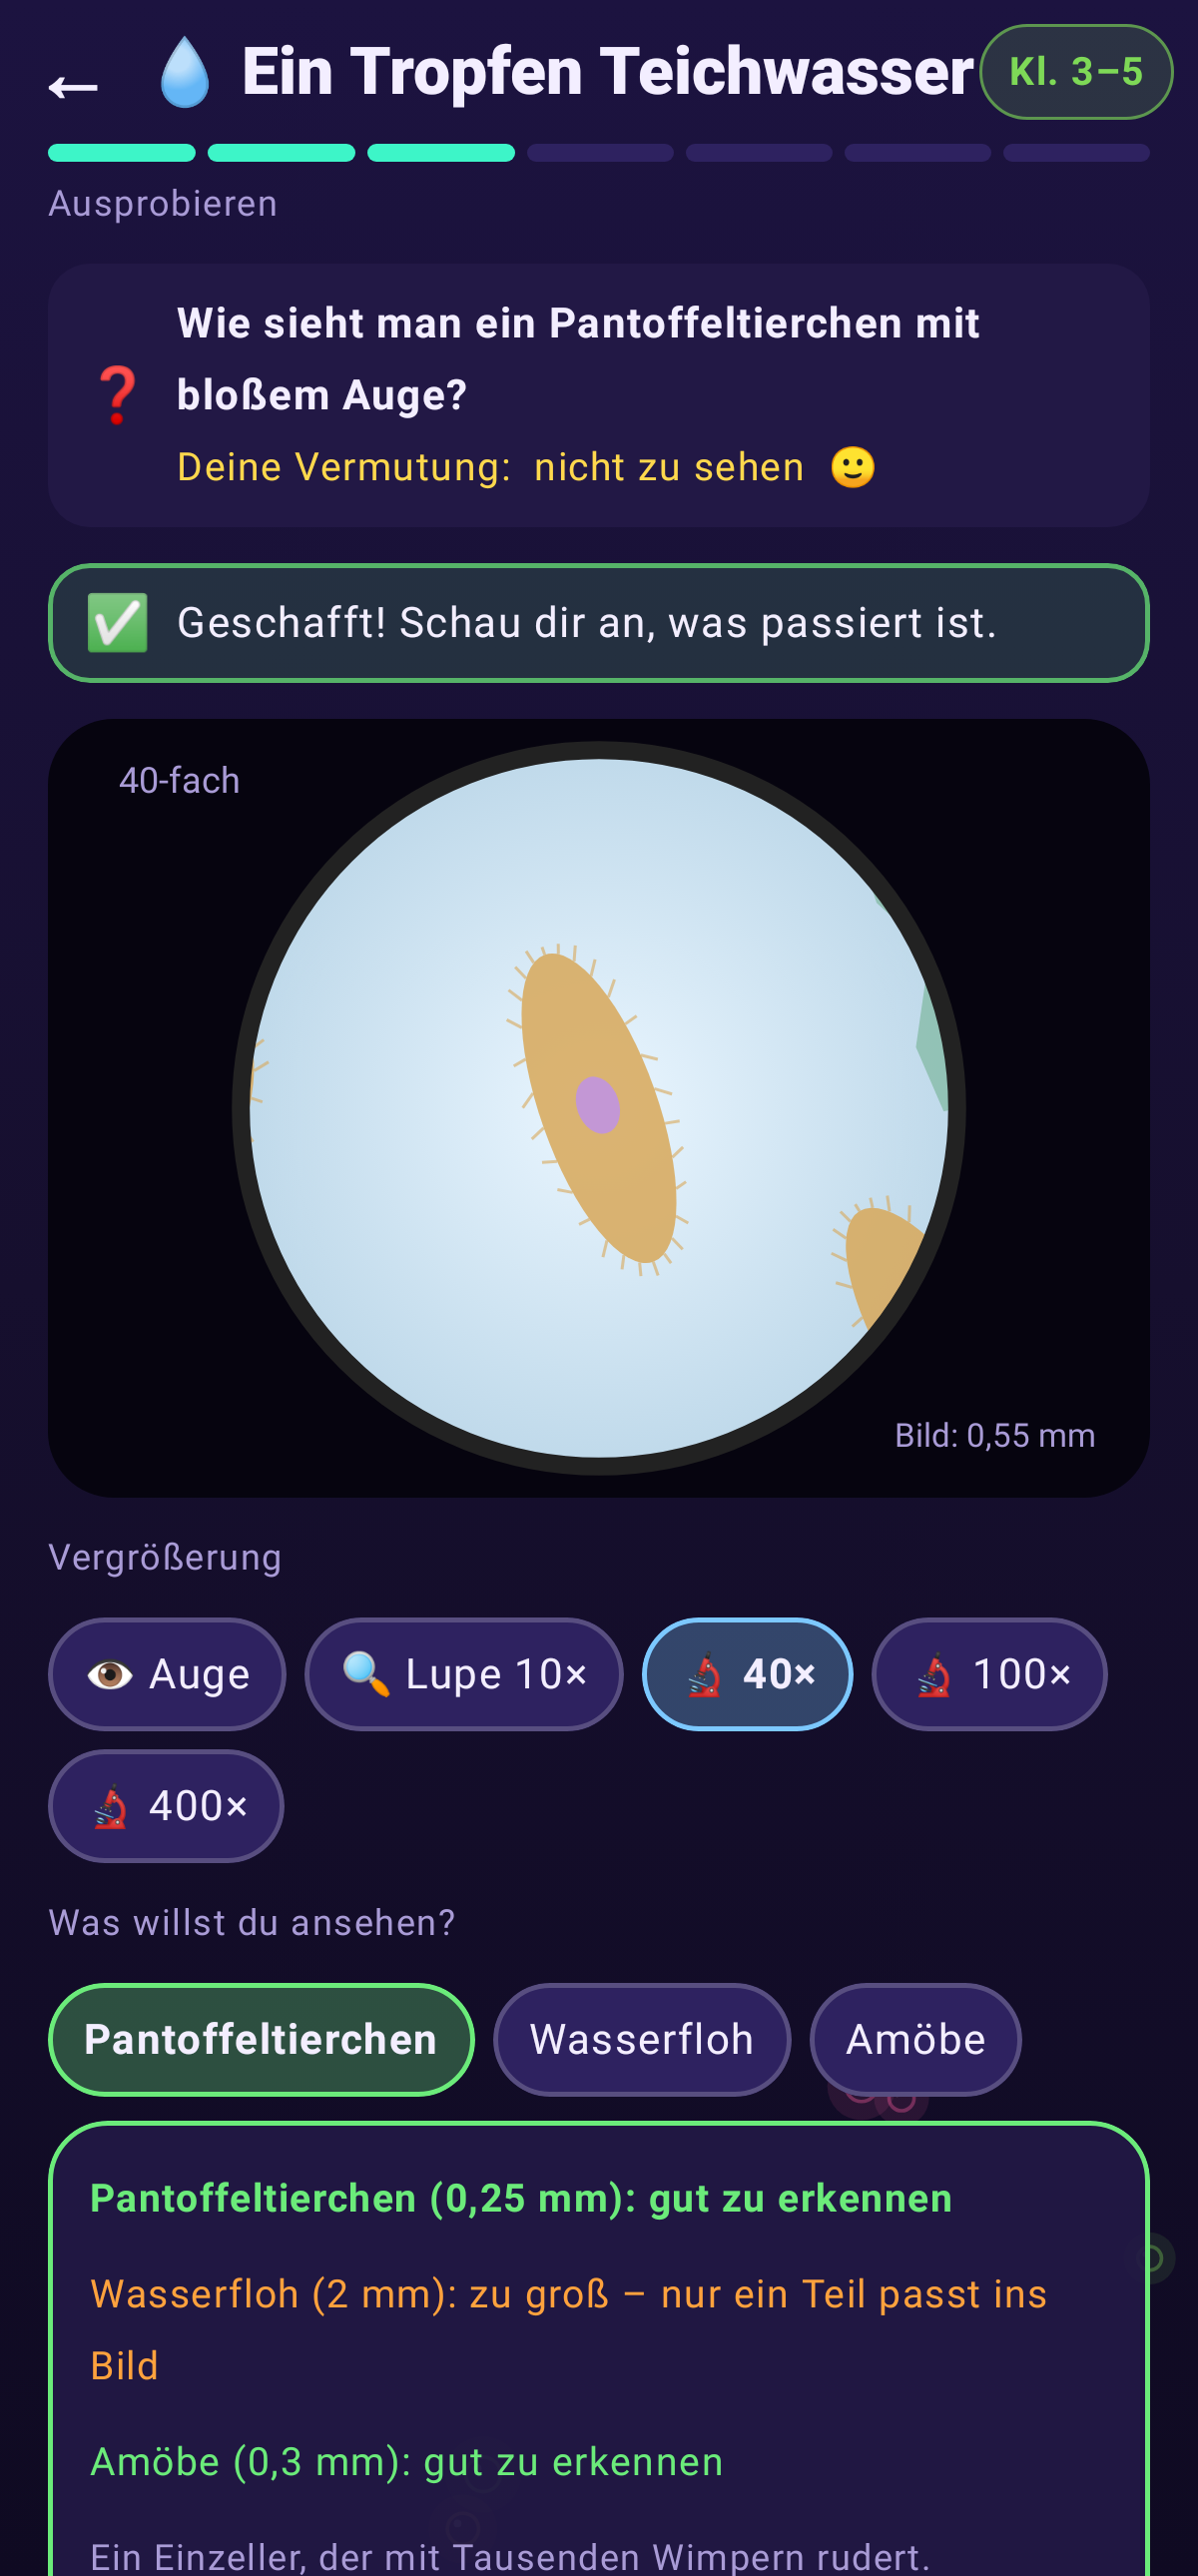 ← 💧 Ein Tropfen Teichwasser Kl. 3–5
Ausprobieren
❓ Wie sieht man ein Pantoffeltierchen mit
bloßem Auge?
Deine Vermutung: nicht zu sehen 🙂
✅ Geschafft! Schau dir an, was passiert ist.
40-fach
Bild: 0,55 mm
Vergrößerung
👁️ Auge 🔍 Lupe 10× 🔬 40× 🔬 100×
🔬 400×
Was willst du ansehen?
Pantoffeltierchen Wasserfloh Amöbe
Pantoffeltierchen (0,25 mm): gut zu erkennen
Wasserfloh (2 mm): zu groß – nur ein Teil passt ins
Bild
Amöbe (0,3 mm): gut zu erkennen
Ein Einzeller, der mit Tausenden Wimpern rudert.